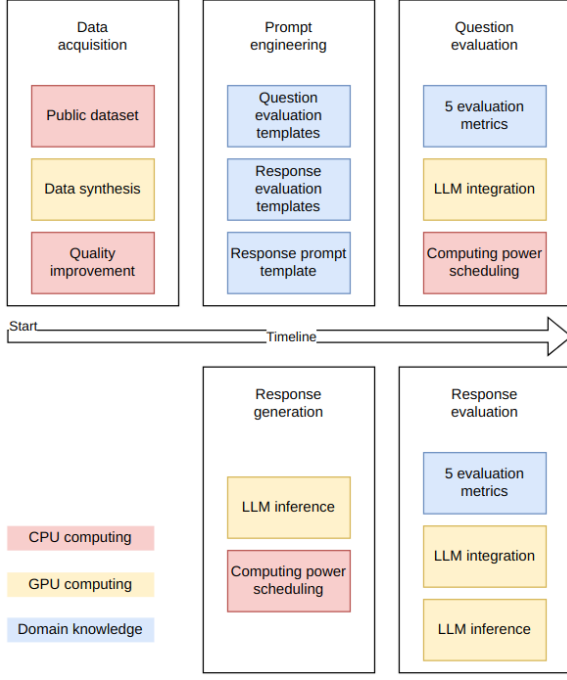 Data
acquisition
Public dataset
Data synthesis
Quality
improvement
Prompt
engineering
Question
evaluation
templates
Response
evaluation
templates
Response prompt
template
Question
evaluation
5 evaluation
metrics
LLM integration
Computing power
scheduling
Start
Timeline
Response
generation
LLM inference
Computing power
scheduling
Response
evaluation
5 evaluation
metrics
LLM integration
LLM inference
CPU computing
GPU computing
Domain knowledge